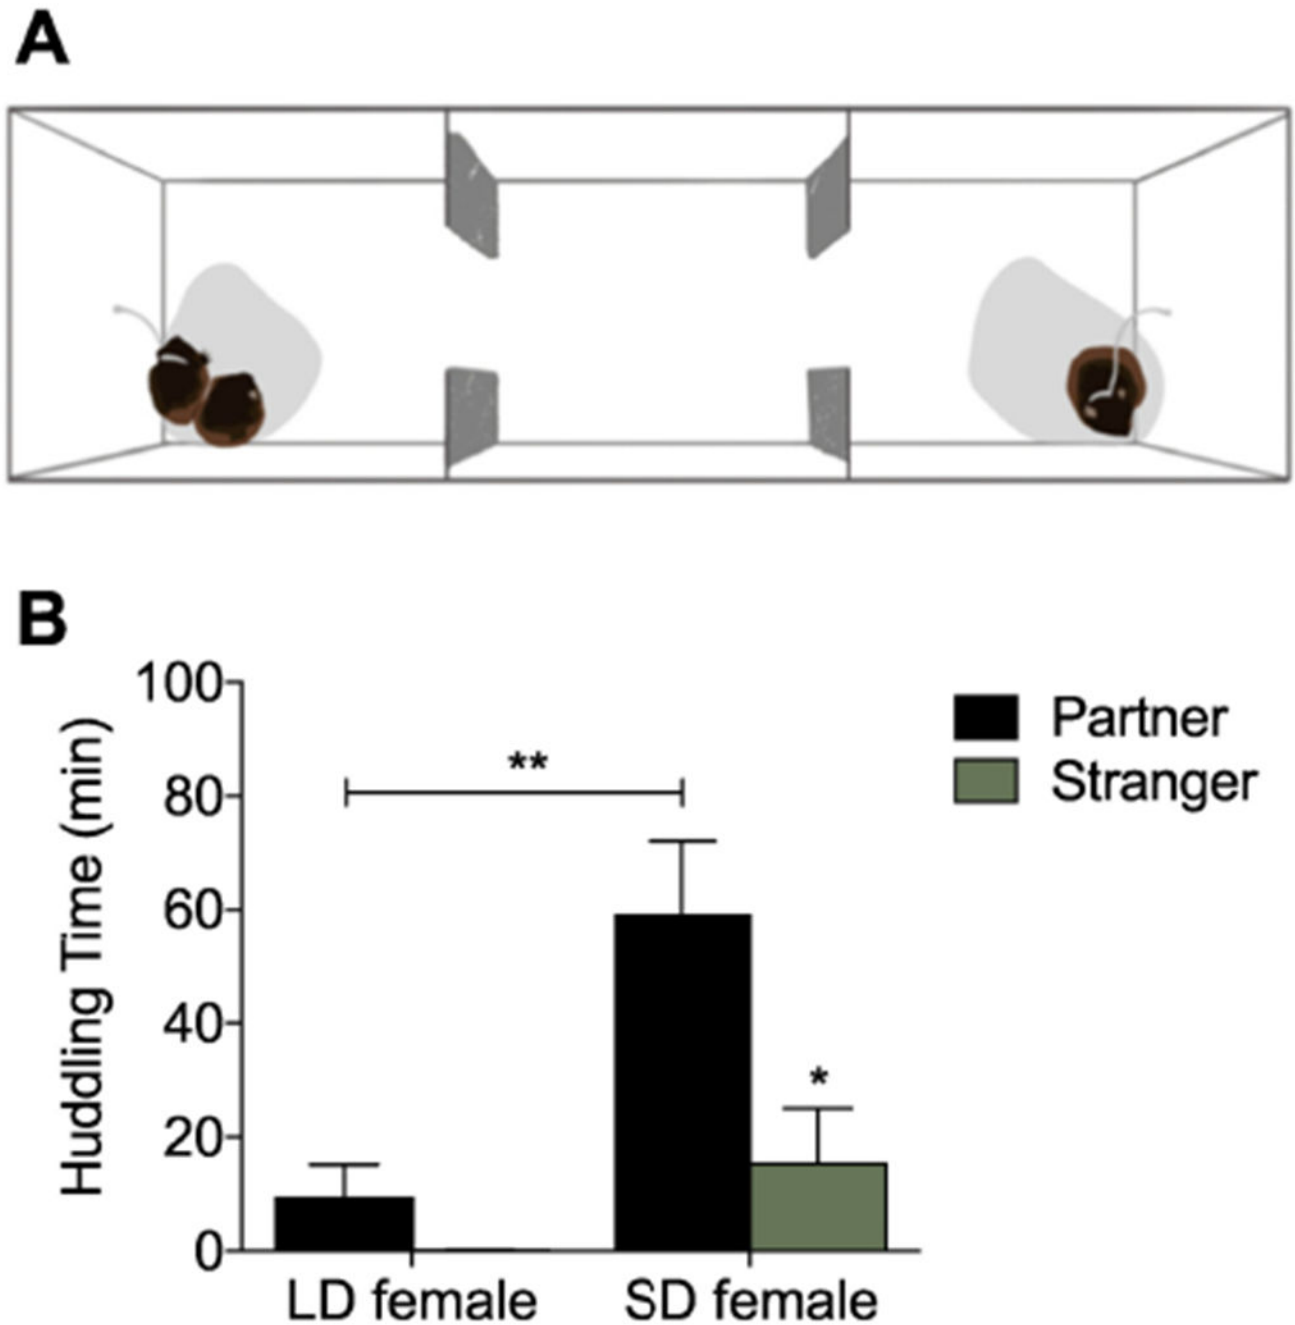 A
B
100
80
60
40
20
0
Huddling Time (min)
**
*
Partner
Stranger
LD female
SD female